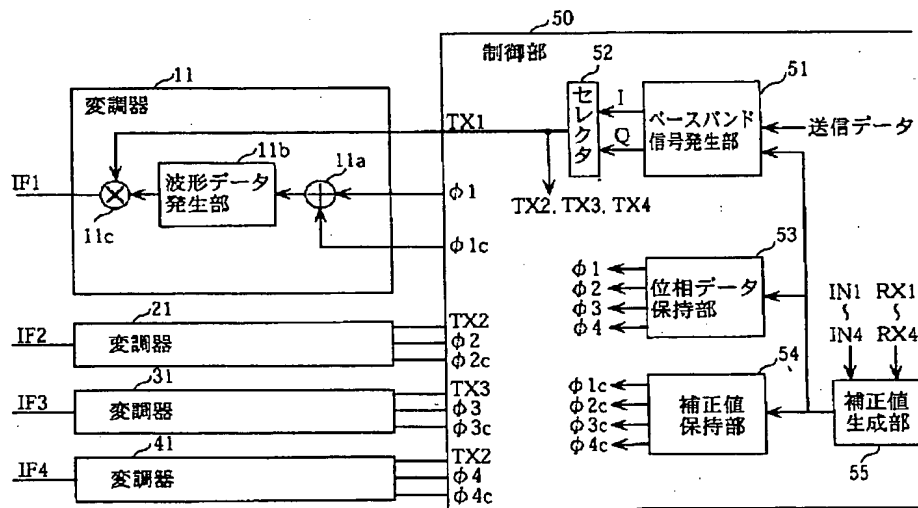 50
制御部
11
変調器
11b
波形データ
発生部
11a
11c
IF1
TX1
φ1
φ1c
52
セレクタ
I
Q
51
ベースバンド
信号発生部
送信データ
TX2, TX3, TX4
53
位相データ
保持部
φ1
φ2
φ3
φ4
IN1
〜
IN4
RX1
〜
RX4
54
補正値
保持部
φ1c
φ2c
φ3c
φ4c
補正値
生成部
55
21
IF2
変調器
TX2
φ2
φ2c
31
IF3
変調器
TX3
φ3
φ3c
41
IF4
変調器
TX2
φ4
φ4c